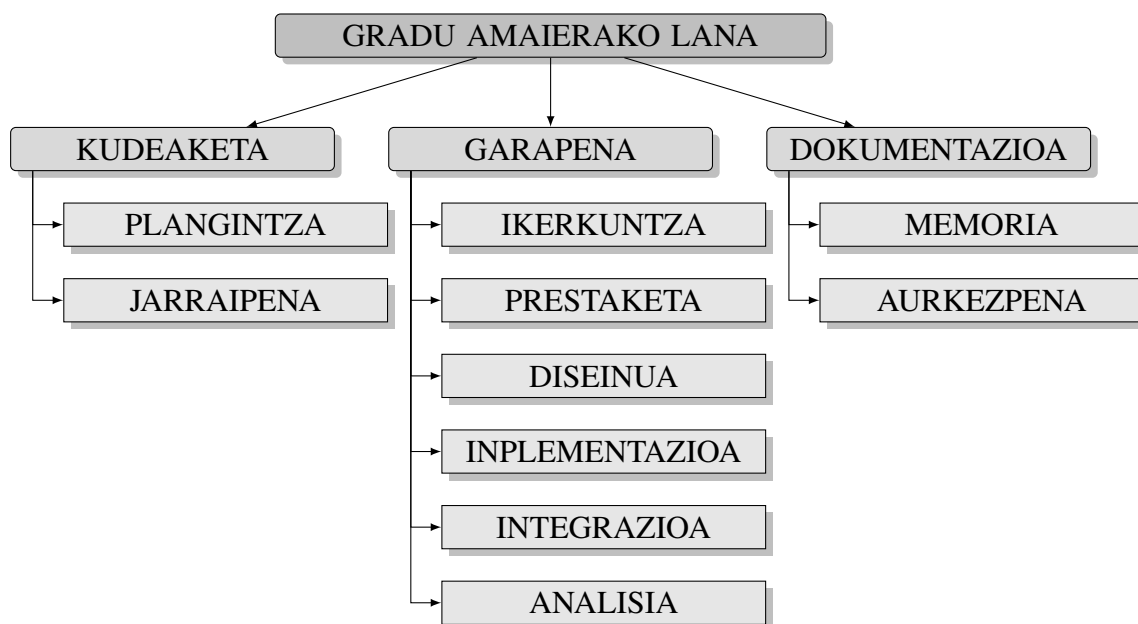 GRADU AMAIERAKO LANA
KUDEAKETA
PLANGINTZA
JARRAIPENA
GARAPENA
IKERKUNTZA
PRESTAKETA
DISEINUA
INPLEMENTAZIOA
INTEGRAZIOA
ANALISIA
DOKUMENTAZIOA
MEMORIA
AURKEZPENA